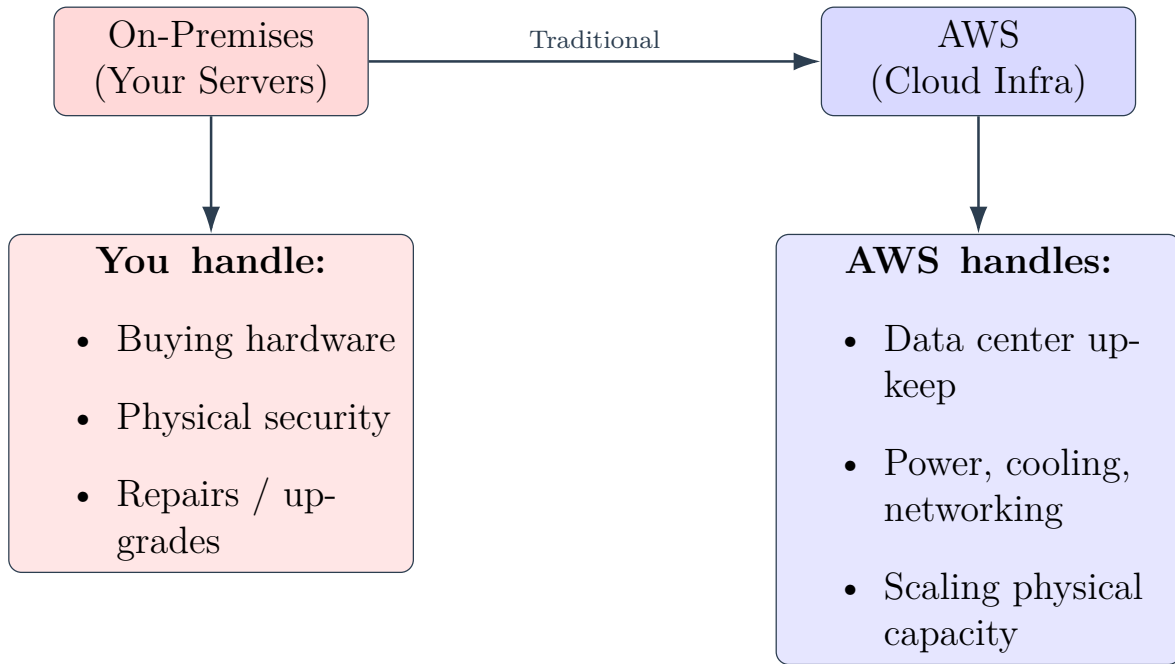 On-Premises
(Your Servers)
Traditional
AWS
(Cloud Infra)
You handle:
• Buying hardware
• Physical security
• Repairs / up-
grades
AWS handles:
• Data center up-
keep
• Power, cooling,
networking
• Scaling physical
capacity